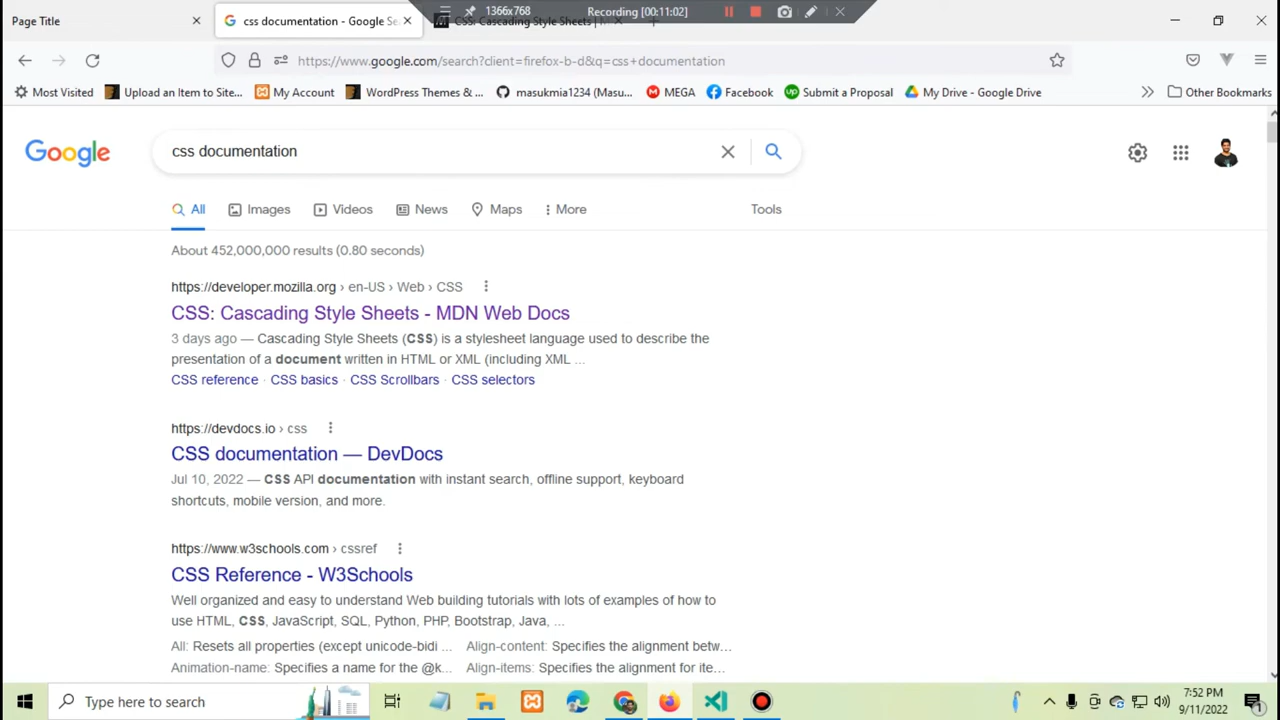 1366x768
Recording [00:11:02]
Page Title
css documentation - Google Se
CSS: Cascading Style Sheets | M
https://www.google.com/search?client=firefox-b-d&q=css+documentation
Most Visited
Upload an Item to Site...
My Account
WordPress Themes & ...
masukmia1234 (Masu...
MEGA
Facebook
Submit a Proposal
My Drive - Google Drive
Other Bookmarks
Google
css documentation
All
Images
Videos
News
Maps
More
Tools
About 452,000,000 results (0.80 seconds)
https://developer.mozilla.org › en-US › Web › CSS
CSS: Cascading Style Sheets - MDN Web Docs
3 days ago — Cascading Style Sheets (CSS) is a stylesheet language used to describe the
presentation of a document written in HTML or XML (including XML ...
CSS reference · CSS basics · CSS Scrollbars · CSS selectors
https://devdocs.io › css
CSS documentation — DevDocs
Jul 10, 2022 — CSS API documentation with instant search, offline support, keyboard
shortcuts, mobile version, and more.
https://www.w3schools.com › cssref
CSS Reference - W3Schools
Well organized and easy to understand Web building tutorials with lots of examples of how to
use HTML, CSS, JavaScript, SQL, Python, PHP, Bootstrap, Java, ...
All: Resets all properties (except unicode-bidi ... Align-content: Specifies the alignment betw...
Animation-name: Specifies a name for the @k... Align-items: Specifies the alignment for ite...
Type here to search
7:52 PM
9/11/2022
1